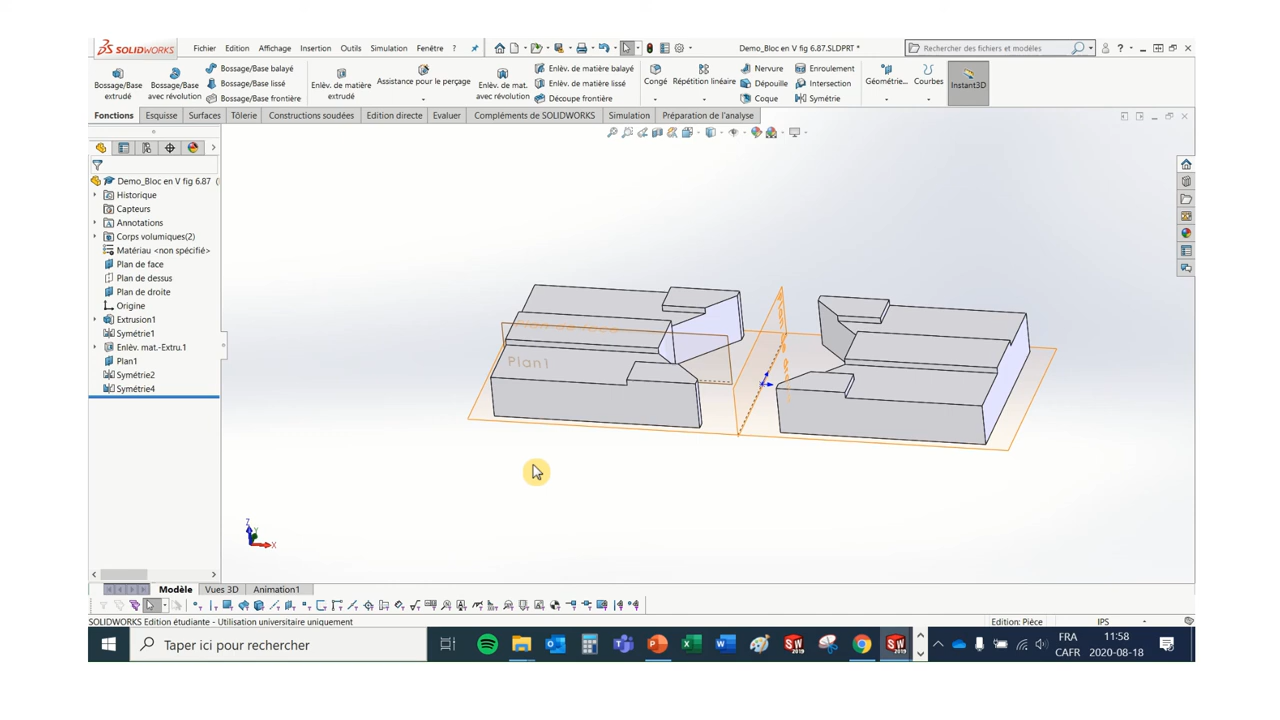 SOLIDWORKS Fichier Edition Affichage Insertion Outils Simulation Fenêtre ? Demo_Bloc en V fig 6.87.SLDPRT * Rechercher des fichiers et modèles
Bossage/Base extrudé
Bossage/Base avec révolution
Bossage/Base balayé
Bossage/Base lissé
Bossage/Base frontière
Enlèv. de matière extrudé
Assistance pour le perçage
Enlèv. de mat. avec révolution
Enlèv. de matière balayé
Enlèv. de matière lissé
Découpe frontière
Congé
Répétition linéaire
Nervure
Dépouille
Coque
Enroulement
Intersection
Symétrie
Géométrie...
Courbes
Instant3D
Fonctions Esquisse Surfaces Tôlerie Constructions soudées Edition directe Evaluer Compléments de SOLIDWORKS Simulation Préparation de l'analyse
Demo_Bloc en V fig 6.87 (
Historique
Capteurs
Annotations
Corps volumiques(2)
Matériau <non spécifié>
Plan de face
Plan de dessus
Plan de droite
Origine
Extrusion1
Symétrie1
Enlèv. mat.-Extru.1
Plan1
Symétrie2
Symétrie4
Plan de face
Plan1
Z
Y
X
Modèle Vues 3D Animation1
SOLIDWORKS Edition étudiante - Utilisation universitaire uniquement Edition: Pièce IPS
Taper ici pour rechercher
SW 2019
SW 2019
FRA
CAFR
11:58
2020-08-18